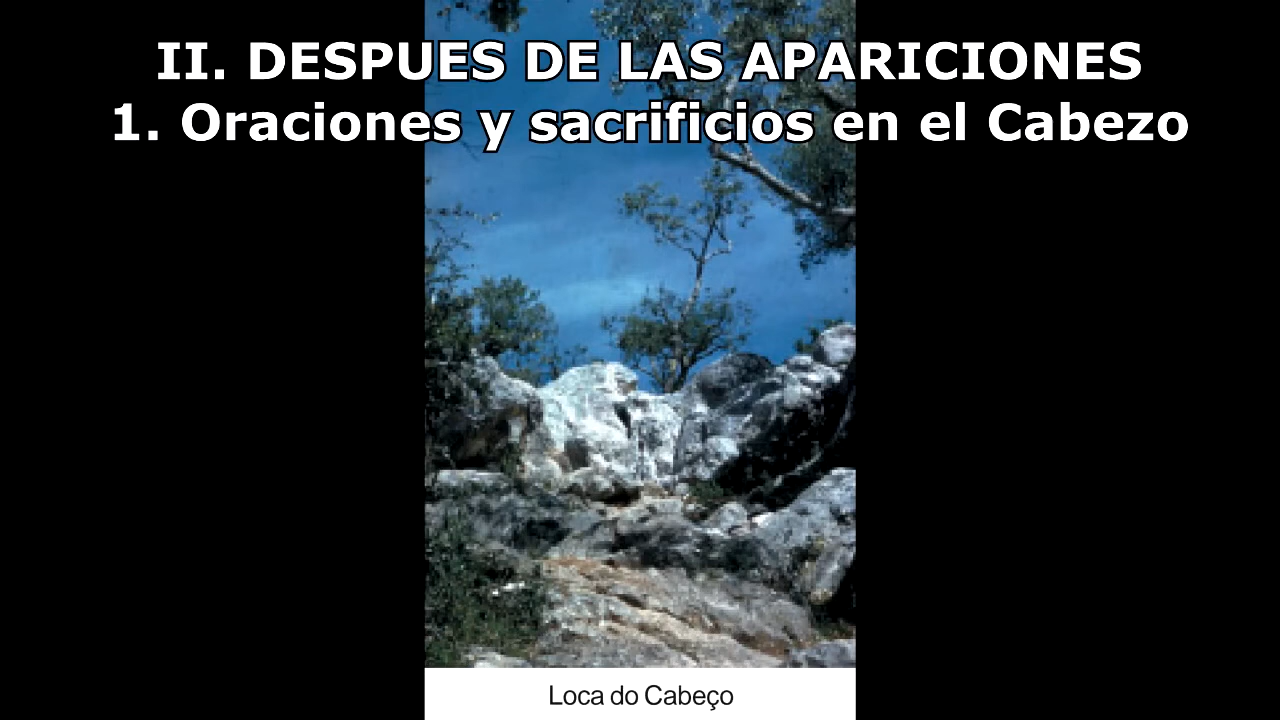 II. DESPUES DE LAS APARICIONES
1. Oraciones y sacrificios en el Cabezo
Loca do Cabeço